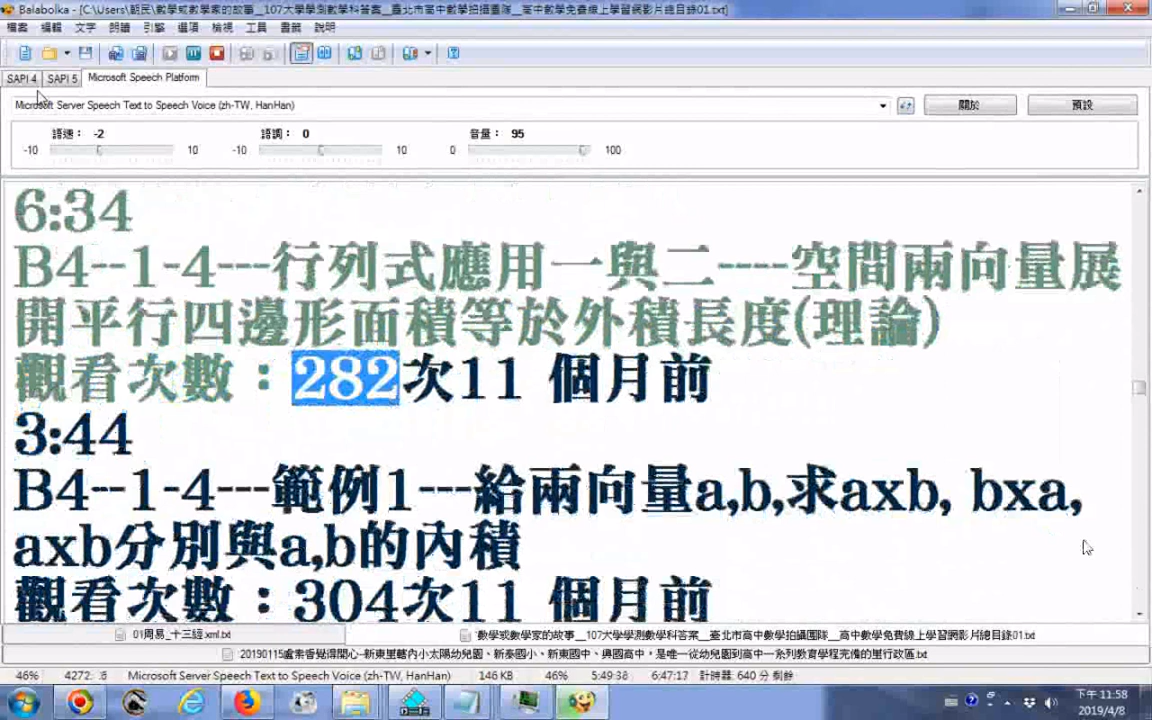 Balabolka - [C:\Users\韌民\數學或數學家的故事__107大學學測數學科答案__臺北市高中數學拍攝團隊__高中數學免費線上學習網影片總目錄01.txt]
檔案 編輯 文字 朗讀 引擎 選項 檢視 工具 書籤 說明
SAPI 4 SAPI 5 Microsoft Speech Platform
Microsoft Server Speech Text to Speech Voice (zh-TW, HanHan) 關於 預設
語速： -2 語調： 0 音量： 95
-10 10 -10 10 0 100
6:34
B4--1-4---行列式應用一與二----空間兩向量展
開平行四邊形面積等於外積長度(理論)
觀看次數：282次11 個月前
3:44
B4--1-4---範例1---給兩向量a,b,求axb, bxa,
axb分別與a,b的內積
觀看次數：304次11 個月前
01周易_十三經.xml.txt 數學或數學家的故事__107大學學測數學科答案__臺北市高中數學拍攝團隊__高中數學免費線上學習網影片總目錄01.txt
20190115盧素香覺得開心--新東里轄內小太陽幼兒園、新泰國小、新東國中、興國高中，是唯一從幼兒園到高中一系列教育學程完備的里行政區.txt
46% 4272: Microsoft Server Speech Text to Speech Voice (zh-TW, HanHan) 146 KB 46% 5:49:38 6:47:17 計時器: 640 分 剩餘
下午 11:58
2019/4/8